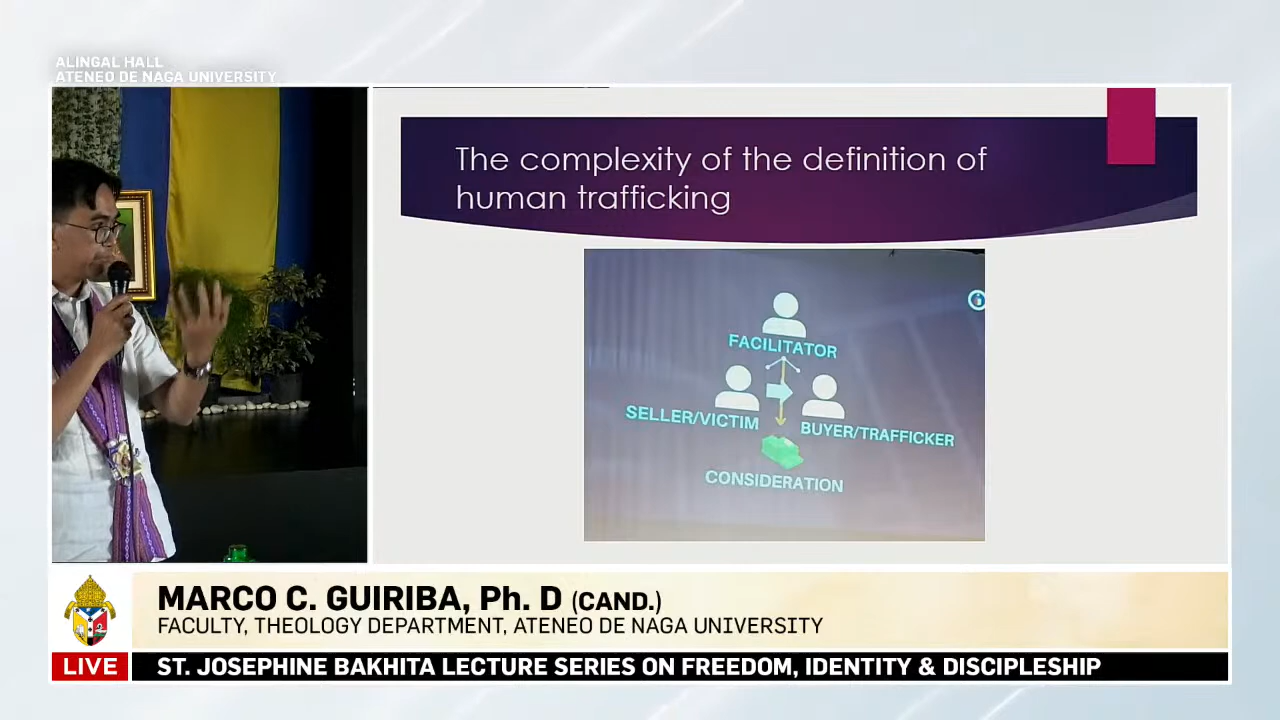 ALINGAL HALL
ATENEO DE NAGA UNIVERSITY
The complexity of the definition of
human trafficking
FACILITATOR
SELLER/VICTIM
BUYER/TRAFFICKER
CONSIDERATION
MARCO C. GUIRIBA, Ph. D (CAND.)
FACULTY, THEOLOGY DEPARTMENT, ATENEO DE NAGA UNIVERSITY
LIVE
ST. JOSEPHINE BAKHITA LECTURE SERIES ON FREEDOM, IDENTITY & DISCIPLESHIP